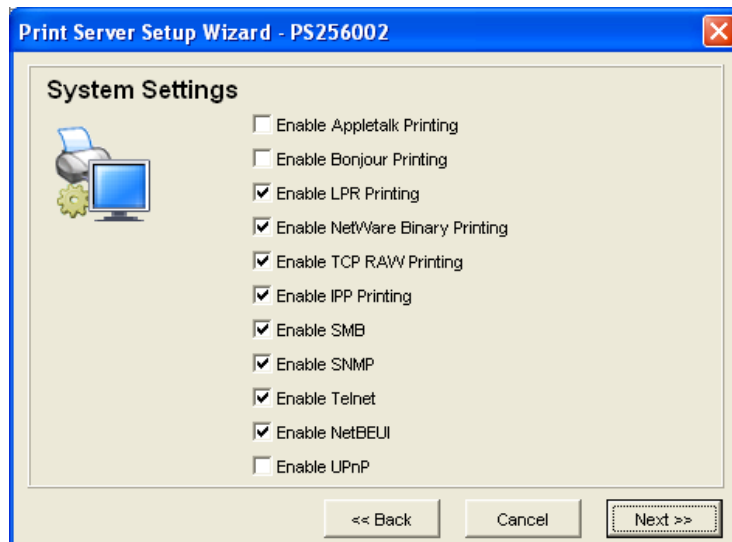 Print Server Setup Wizard - PS256002
System Settings
Enable Appletalk Printing
Enable Bonjour Printing
Enable LPR Printing
Enable NetWare Binary Printing
Enable TCP RAW Printing
Enable IPP Printing
Enable SMB
Enable SNMP
Enable Telnet
Enable NetBEUI
Enable UPnP
<< Back Cancel Next >>